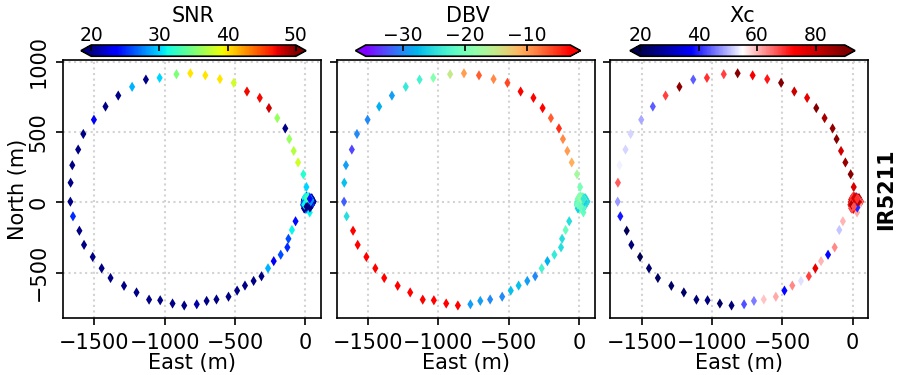 SNR DBV Xc
20 30 40 50 −30 −20 −10 20 40 60 80
1000
500
0
−500
North (m)
IR5211
−1500 −1000 −500 0 −1500 −1000 −500 0 −1500 −1000 −500 0
East (m) East (m) East (m)